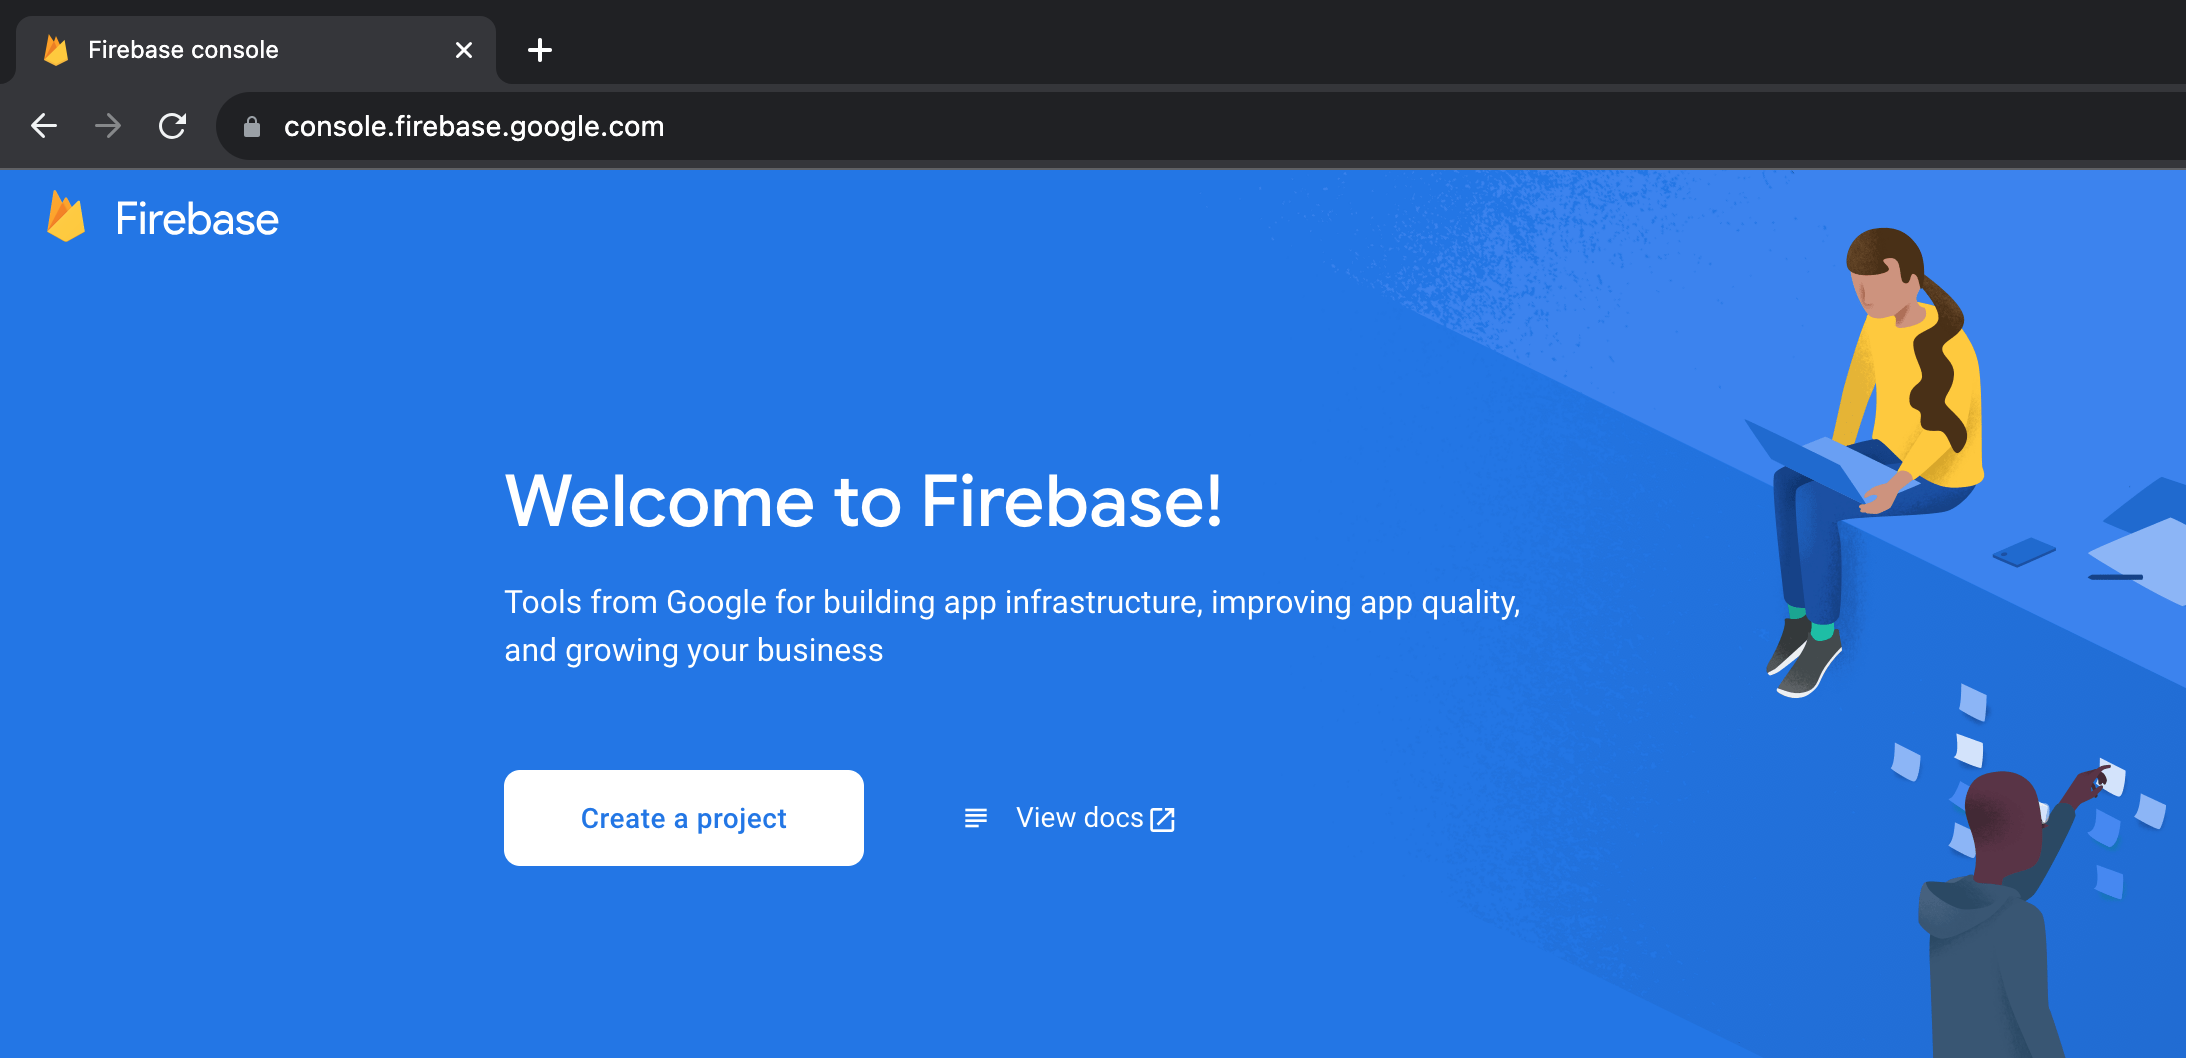 Firebase console
console.firebase.google.com
Firebase
Welcome to Firebase!
Tools from Google for building app infrastructure, improving app quality,
and growing your business
Create a project
View docs